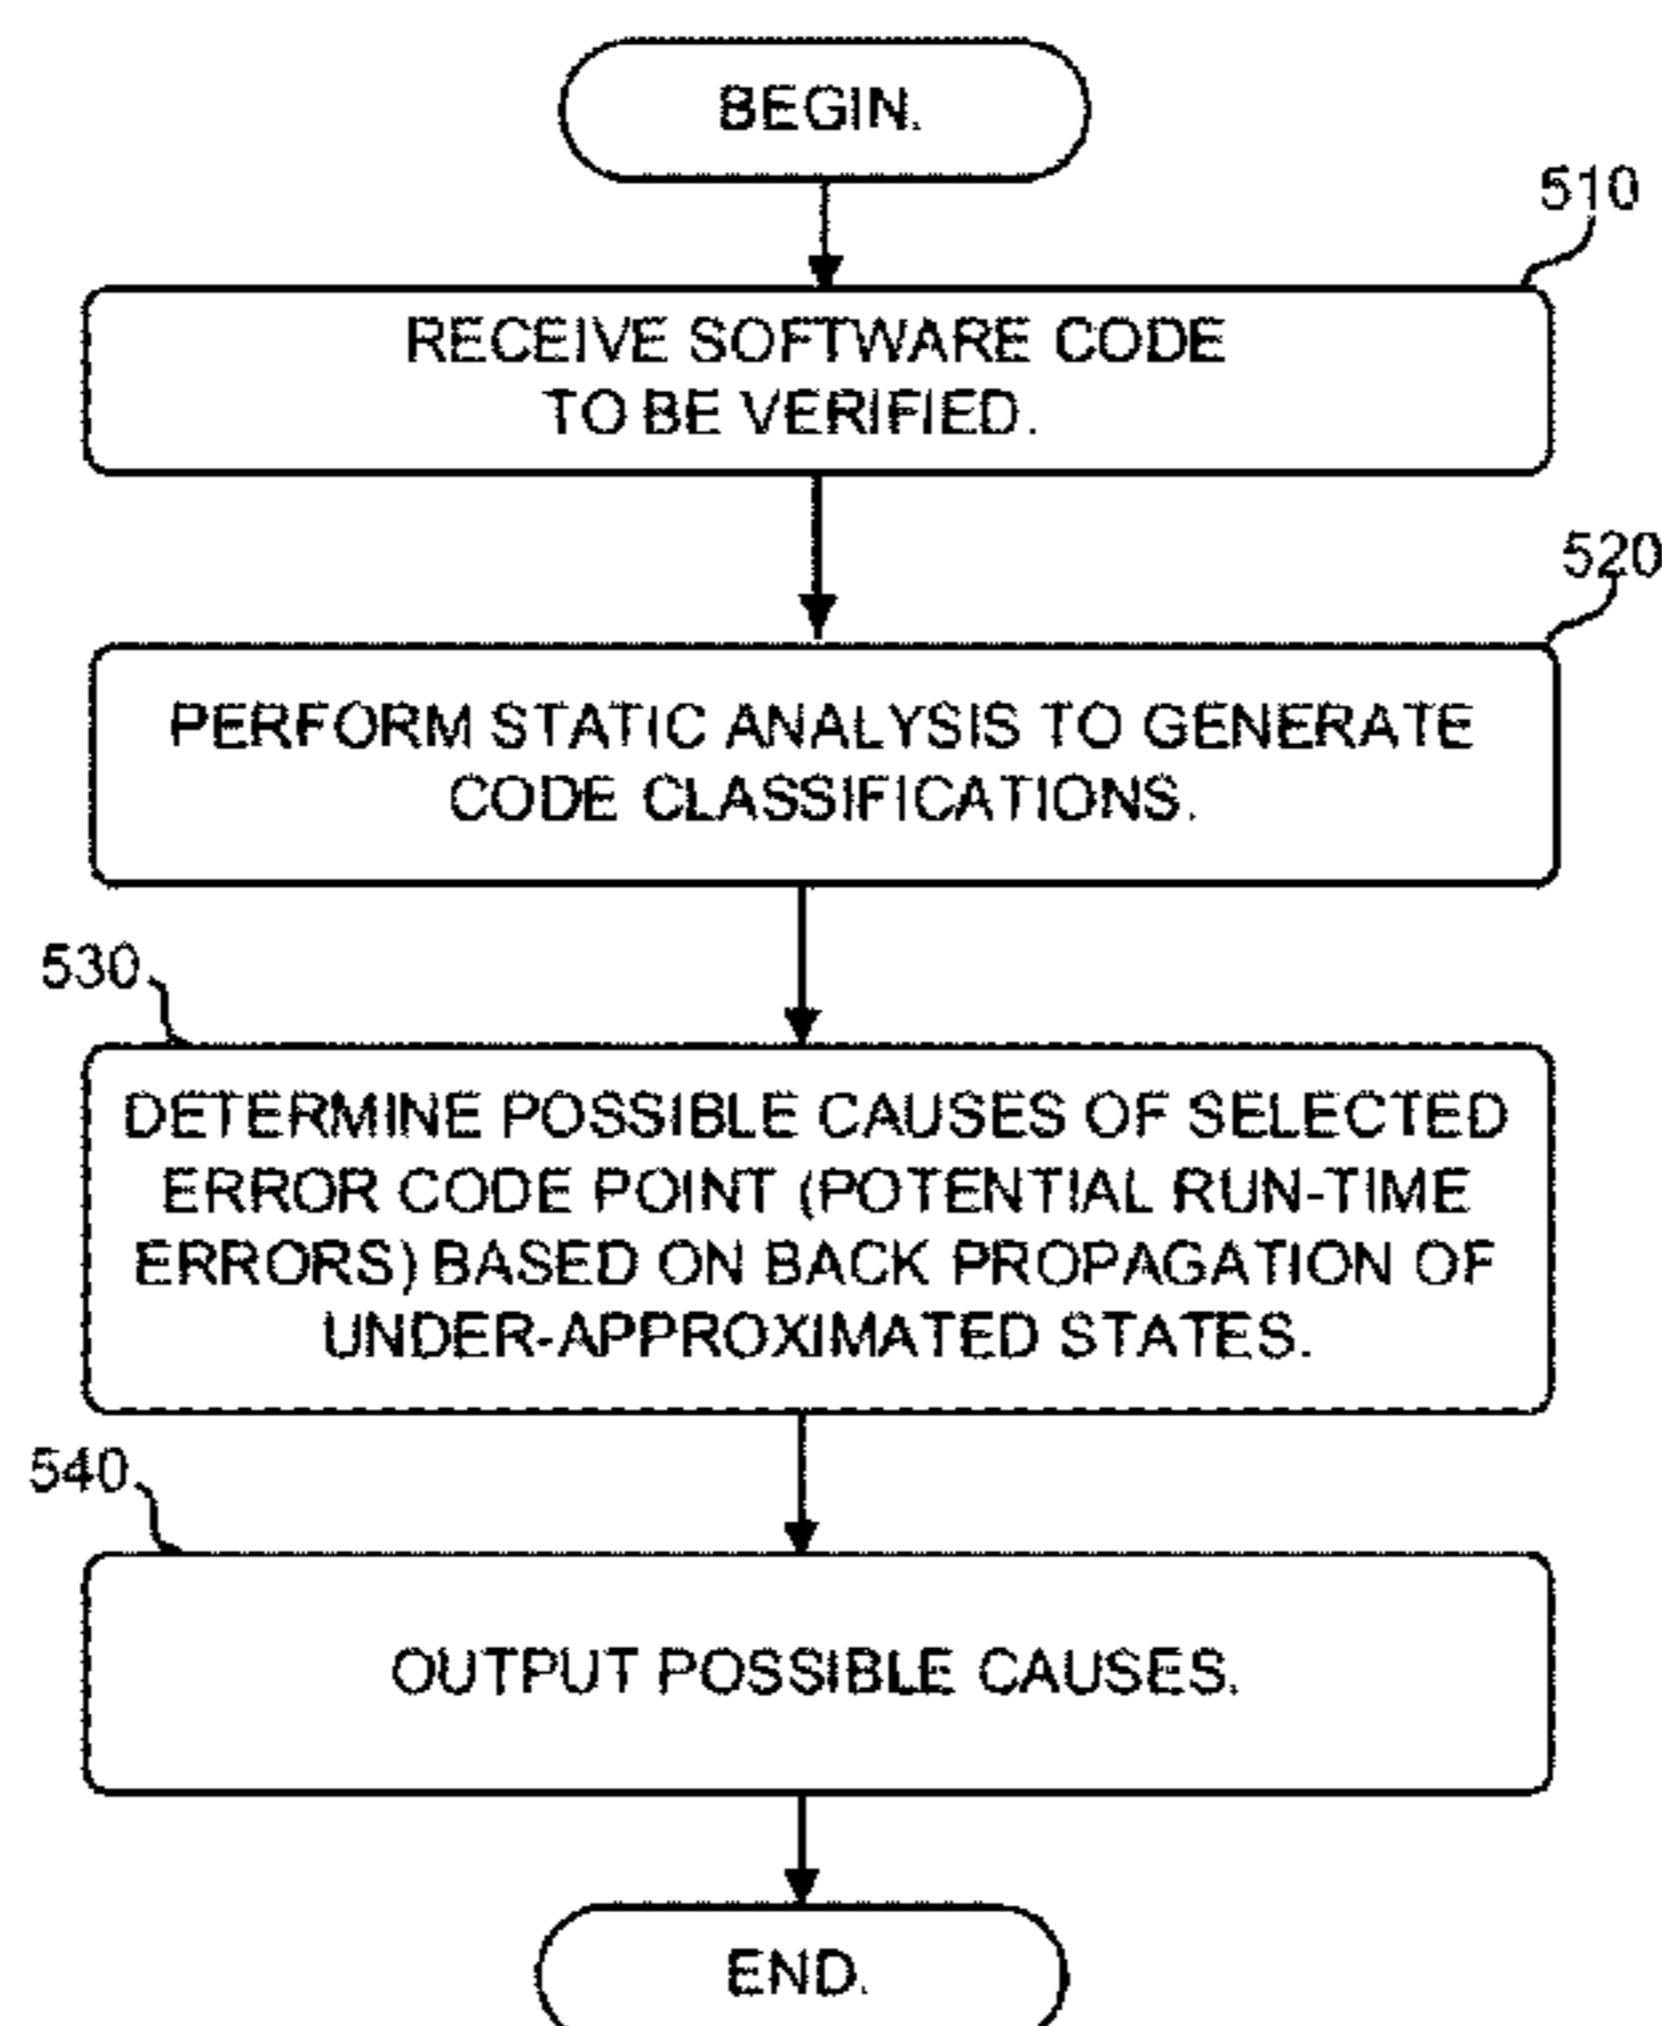 BEGIN.
510
RECEIVE SOFTWARE CODE
TO BE VERIFIED.
520
PERFORM STATIC ANALYSIS TO GENERATE
CODE CLASSIFICATIONS.
530
DETERMINE POSSIBLE CAUSES OF SELECTED
ERROR CODE POINT (POTENTIAL RUN-TIME
ERRORS) BASED ON BACK PROPAGATION OF
UNDER-APPROXIMATED STATES.
540
OUTPUT POSSIBLE CAUSES.
END.